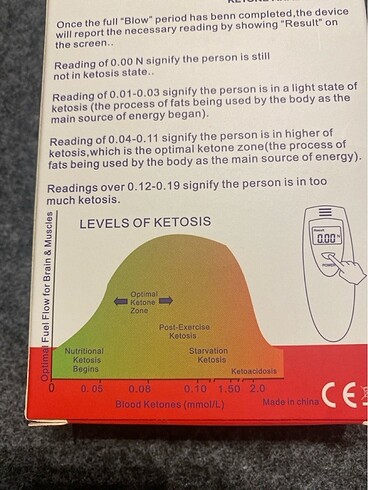 Once the full "Blow" period has benn completed,the device
will report the necessary reading by showing "Result" on
the screen..
Reading of 0.00 N signify the person is still
not in ketosis state..
Reading of 0.01-0.03 signify the person is in a light state of
ketosis (the process of fats being used by the body as the
main source of energy began).
Reading of 0.04-0.11 signify the person is in higher of
ketosis,which is the optimal ketone zone(the process of
fats being used by the body as the main source of energy).
Readings over 0.12-0.19 signify the person is in too
much ketosis.
LEVELS OF KETOSIS
Optimal Fuel Flow for Brain & Muscles
Optimal
Ketone
Zone
Post-Exercise
Ketosis
Nutritional
Ketosis
Begins
Starvation
Ketosis
Ketoacidosis
0 0.05 0.08 0.10 1.50 2.0
Blood Ketones (mmol/L)
Result
0.00 N
POWER
Made in china
CE